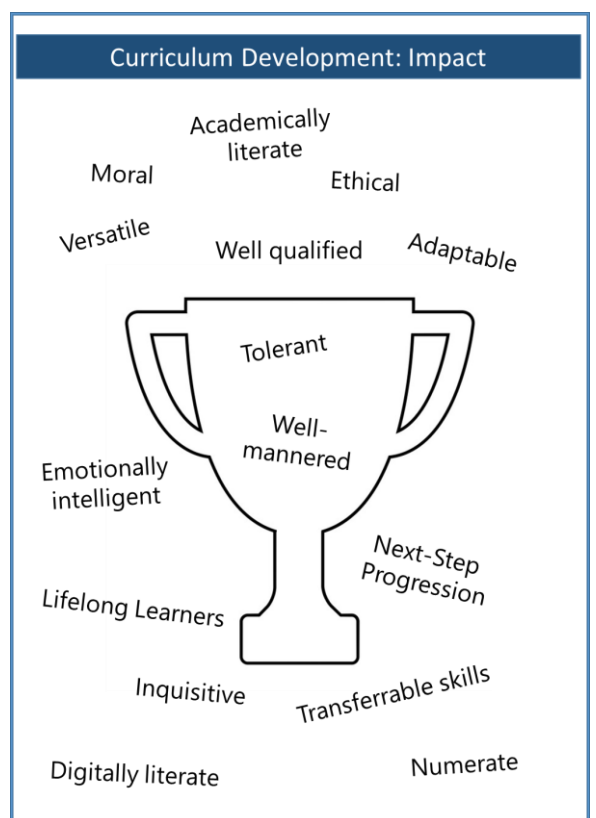 Curriculum Development: Impact
Academically
literate
Moral
Ethical
Versatile
Well qualified
Adaptable
Tolerant
Well-
mannered
Emotionally
intelligent
Next-Step
Progression
Lifelong Learners
Inquisitive
Transferrable skills
Digitally literate
Numerate